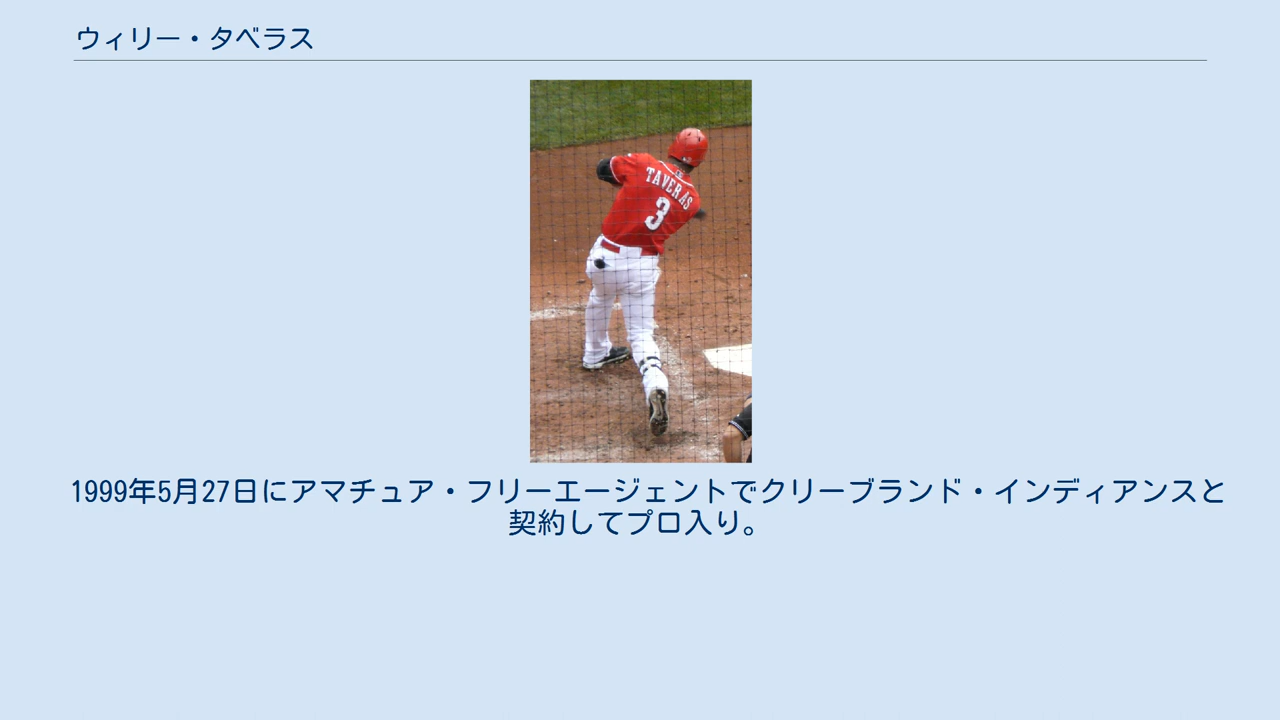 ウィリー・タベラス
TAVERAS
3
1999年5月27日にアマチュア・フリーエージェントでクリーブランド・インディアンスと
契約してプロ入り。